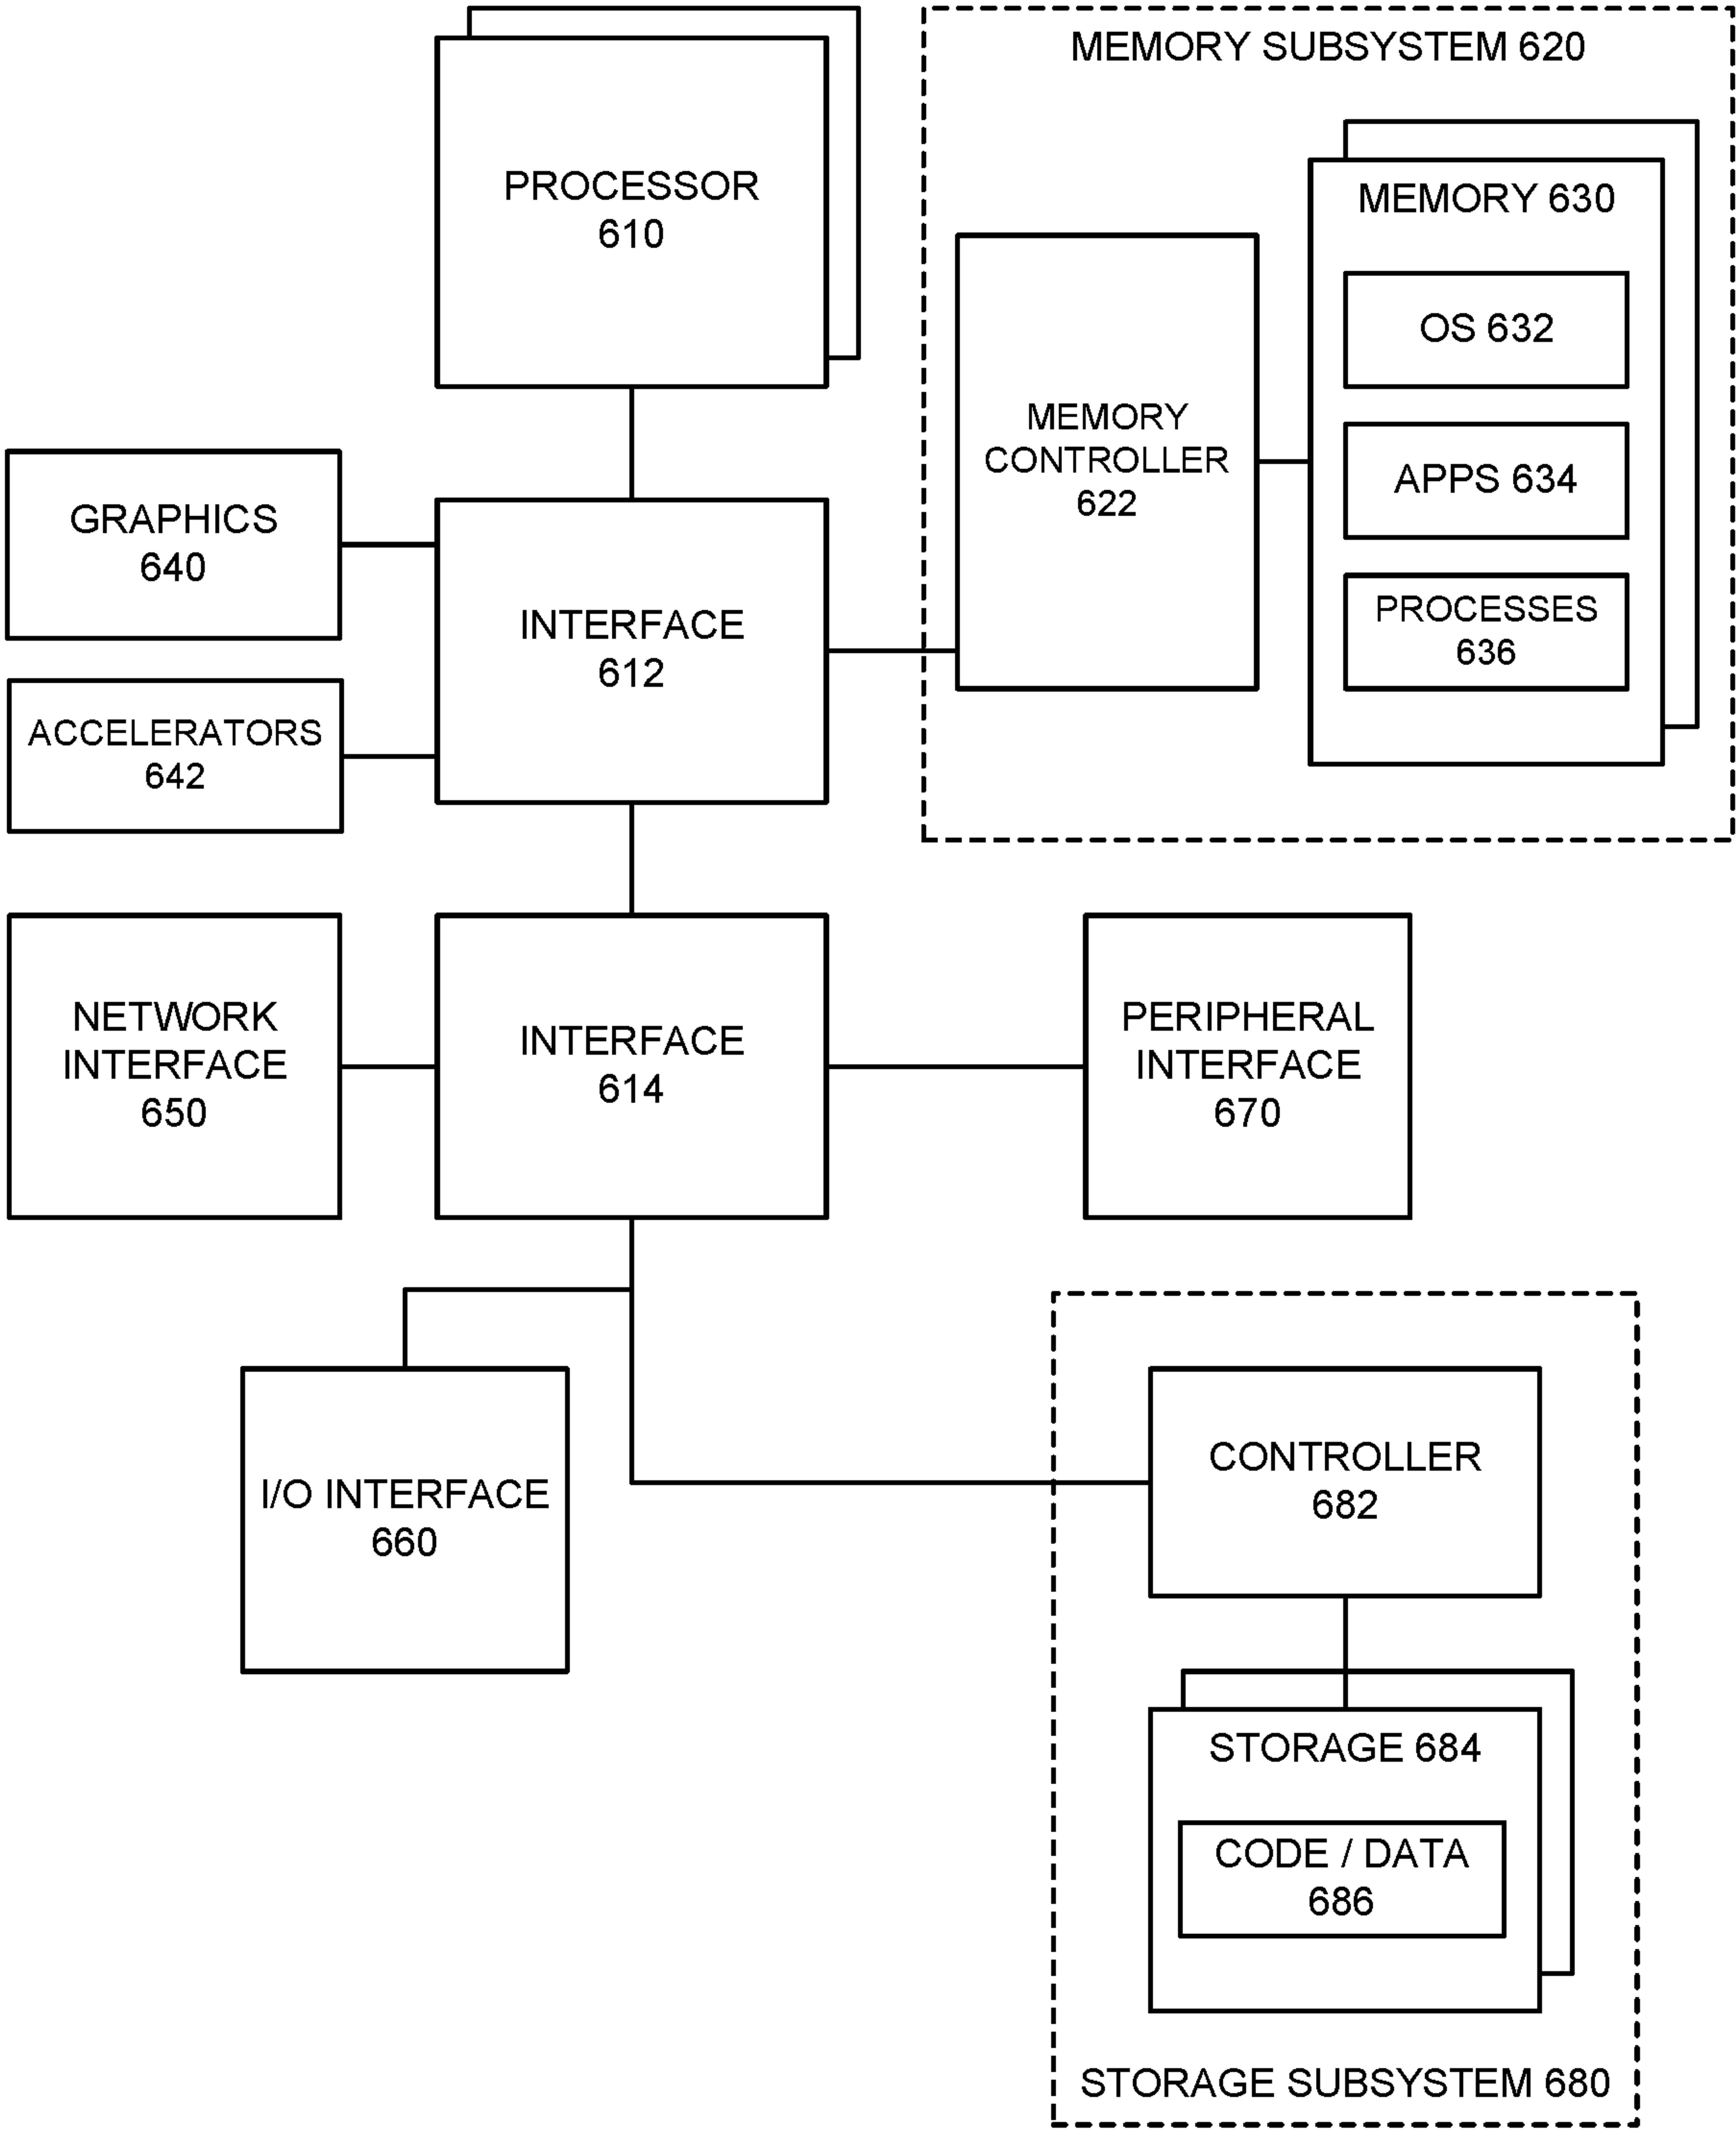 PROCESSOR
610
MEMORY SUBSYSTEM 620
MEMORY 630
OS 632
APPS 634
PROCESSES
636
MEMORY
CONTROLLER
622
GRAPHICS
640
INTERFACE
612
ACCELERATORS
642
NETWORK
INTERFACE
650
INTERFACE
614
PERIPHERAL
INTERFACE
670
I/O INTERFACE
660
CONTROLLER
682
STORAGE 684
CODE / DATA
686
STORAGE SUBSYSTEM 680